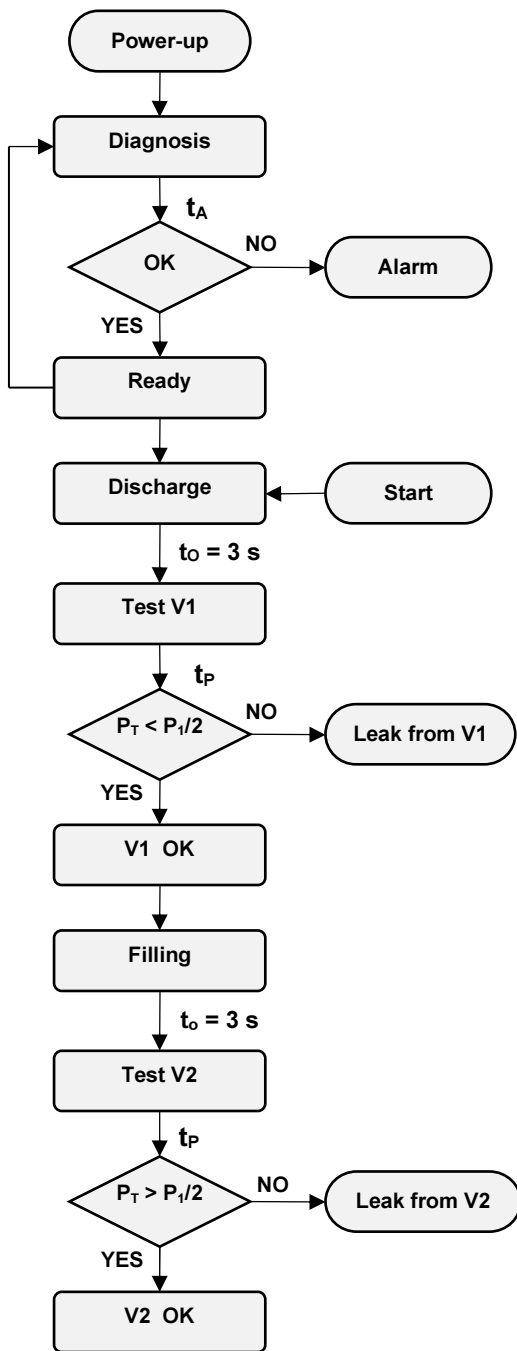 Power-up
Diagnosis
tA
OK
NO
Alarm
YES
Ready
Discharge
Start
tO = 3 s
Test V1
tP
PT < P1/2
NO
Leak from V1
YES
V1 OK
Filling
to = 3 s
Test V2
tP
PT > P1/2
NO
Leak from V2
YES
V2 OK